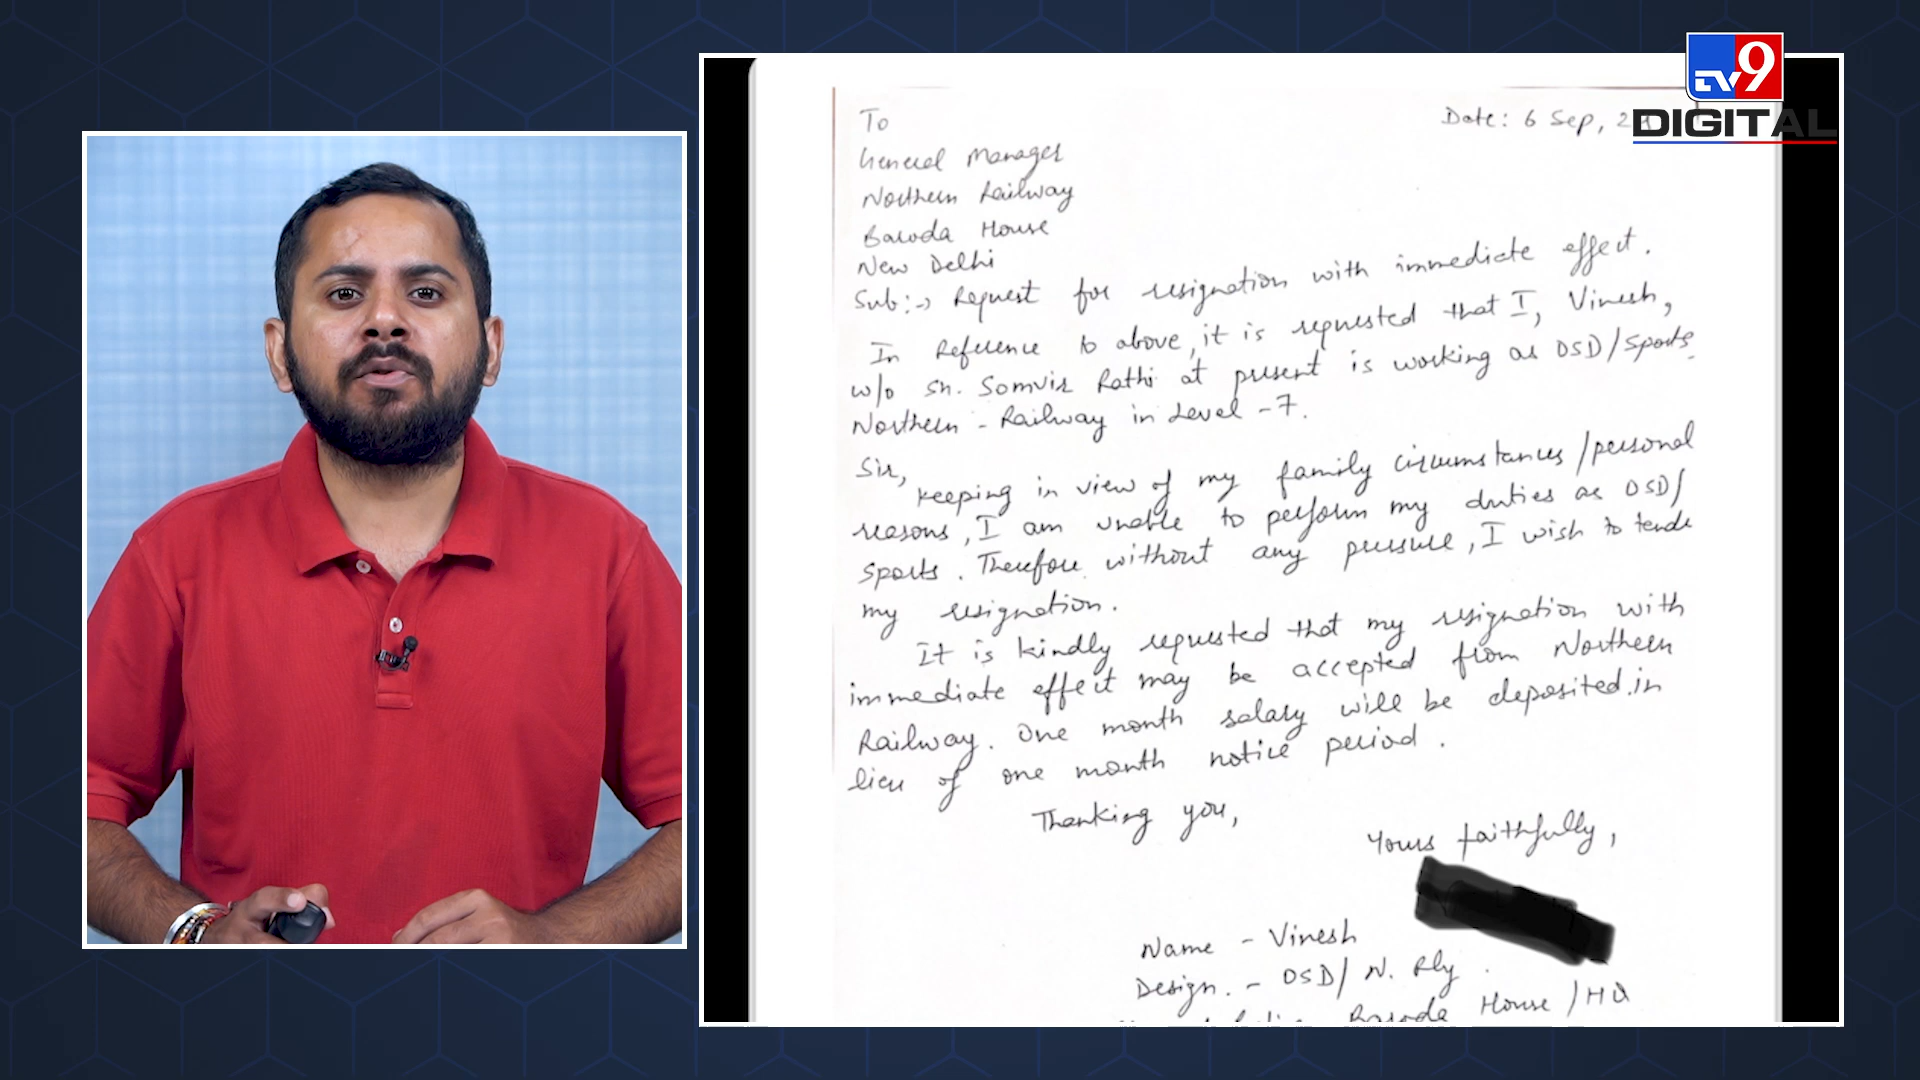 TV9
DIGITAL
To
Date: 6 Sep,
General Manager
Northern Railway
Baroda House
New Delhi
Sub:-> Request for resignation with immediate effect.
In Reference to above, it is requested that I, Vinesh,
w/o Sh. Somvir Rathi at present is working as OSD/Sports
Northern - Railway in Level -7.
Sir,
keeping in view of my family circumstances/personal
reasons, I am unable to perform my duties as OSD/
Sports. Therefore without any pressure, I wish to tender
my resignation.
It is kindly requested that my resignation with
immediate effect may be accepted from Northern
Railway. One month salary will be deposited in
lieu of one month notice period.
Thanking you,
Yours faithfully,
Name - Vinesh
Design. - OSD/ N. Rly.
Baroda House/HQ